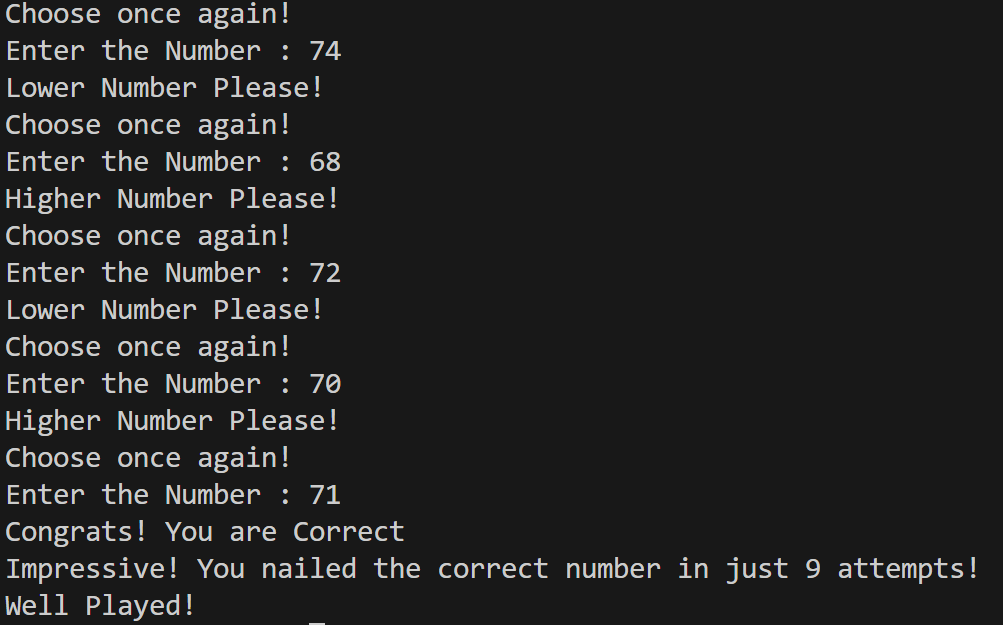 Choose once again!
Enter the Number : 74
Lower Number Please!
Choose once again!
Enter the Number : 68
Higher Number Please!
Choose once again!
Enter the Number : 72
Lower Number Please!
Choose once again!
Enter the Number : 70
Higher Number Please!
Choose once again!
Enter the Number : 71
Congrats! You are Correct
Impressive! You nailed the correct number in just 9 attempts!
Well Played!